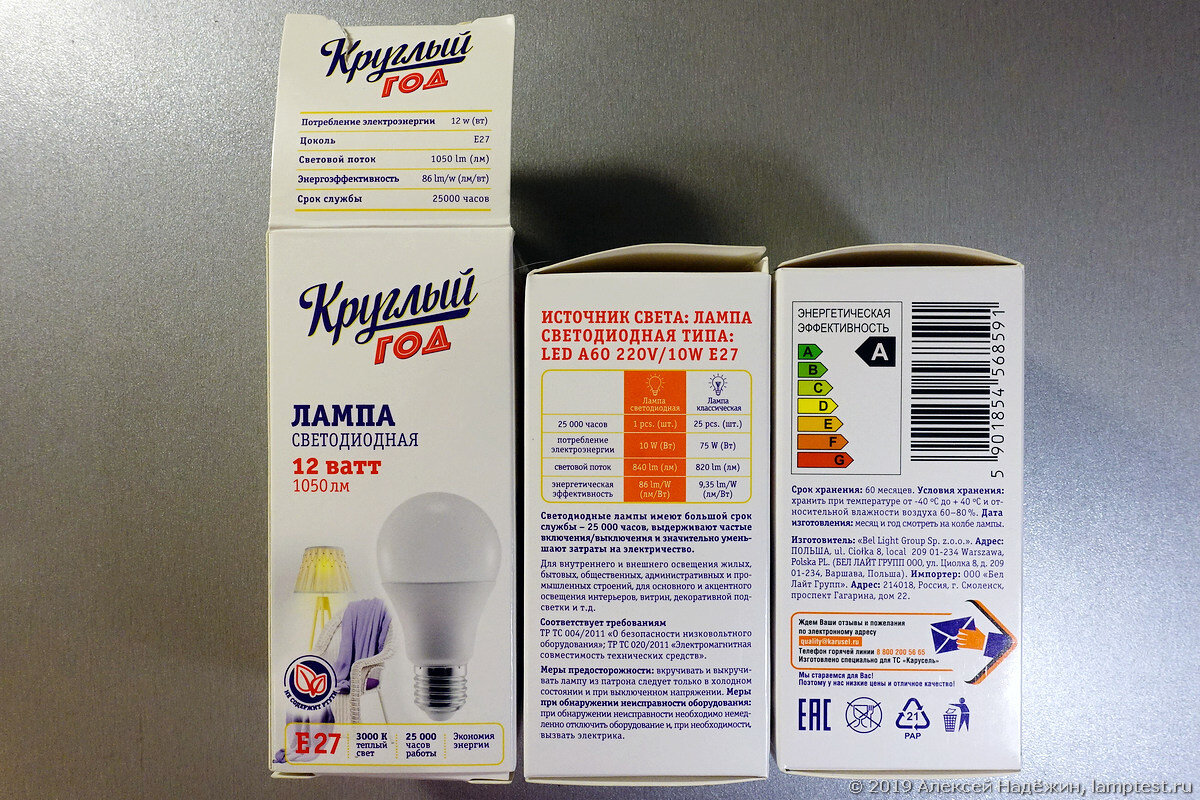 Круглый
ГОД
Потребление электроэнергии 12 w (вт)
Цоколь E27
Световой поток 1050 lm (лм)
Энергоэффективность 86 lm/w (лм/вт)
Срок службы 25000 часов
Круглый
ГОД
ЛАМПА
СВЕТОДИОДНАЯ
12 ватт
1050 лм
НЕ СОДЕРЖИТ РТУТИ
E27
3000 K
теплый
свет
25 000
часов
работы
Экономия
энергии
ИСТОЧНИК СВЕТА: ЛАМПА
СВЕТОДИОДНАЯ ТИПА:
LED A60 220V/10W E27
Лампа
светодиодная
Лампа
классическая
25 000 часов 1 pcs. (шт.) 25 pcs. (шт.)
потребление
электроэнергии 10 W (Вт) 75 W (Вт)
световой поток 840 lm (лм) 820 lm (лм)
энергетическая
эффективность
86 lm/W
(лм/Вт)
9,35 lm/W
(лм/Вт)
Светодиодные лампы имеют большой срок
службы – 25 000 часов, выдерживают частые
включения/выключения и значительно умень-
шают затраты на электричество.
Для внутреннего и внешнего освещения жилых,
бытовых, общественных, административных и про-
мышленных строений, для основного и акцентного
освещения интерьеров, витрин, декоративной под-
светки и т.д.
Соответствует требованиям
ТР ТС 004/2011 «О безопасности низковольтного
оборудования»; ТР ТС 020/2011 «Электромагнитная
совместимость технических средств».
Меры предосторожности: вкручивать и выкручи-
вать лампу из патрона следует только в холодном
состоянии и при выключенном напряжении. Меры
при обнаружении неисправности оборудования:
при обнаружении неисправности необходимо немед-
ленно отключить оборудование и, при необходимости,
вызвать электрика.
ЭНЕРГЕТИЧЕСКАЯ
ЭФФЕКТИВНОСТЬ
A
A
B
C
D
E
F
G
5 901854 568591
Срок хранения: 60 месяцев. Условия хранения:
хранить при температуре от -40 ºC до + 40 ºC и от-
носительной влажности воздуха 60–80%. Дата
изготовления: месяц и год смотреть на колбе лампы.
Изготовитель: «Bel Light Group Sp. z.o.o.». Адрес:
ПОЛЬША, ul. Ciołka 8, local 209 01-234 Warszawa,
Polska PL. (БЕЛ ЛАЙТ ГРУПП ООО, ул. Циолка 8, д. 209
01-234, Варшава, Польша). Импортер: ООО «Бел
Лайт Групп». Адрес: 214018, Россия, г. Смоленск,
проспект Гагарина, дом 22.
Ждем Ваши отзывы и пожелания
по электронному адресу
quality@karusel.ru
Телефон горячей линии 8 800 200 56 65
Изготовлено специально для ТС «Карусель»
Мы стараемся для Вас!
Поэтому у нас низкие цены и отличное качество!
EAC
21
PAP
© 2019 Алексей Надёжин, lamptest.ru